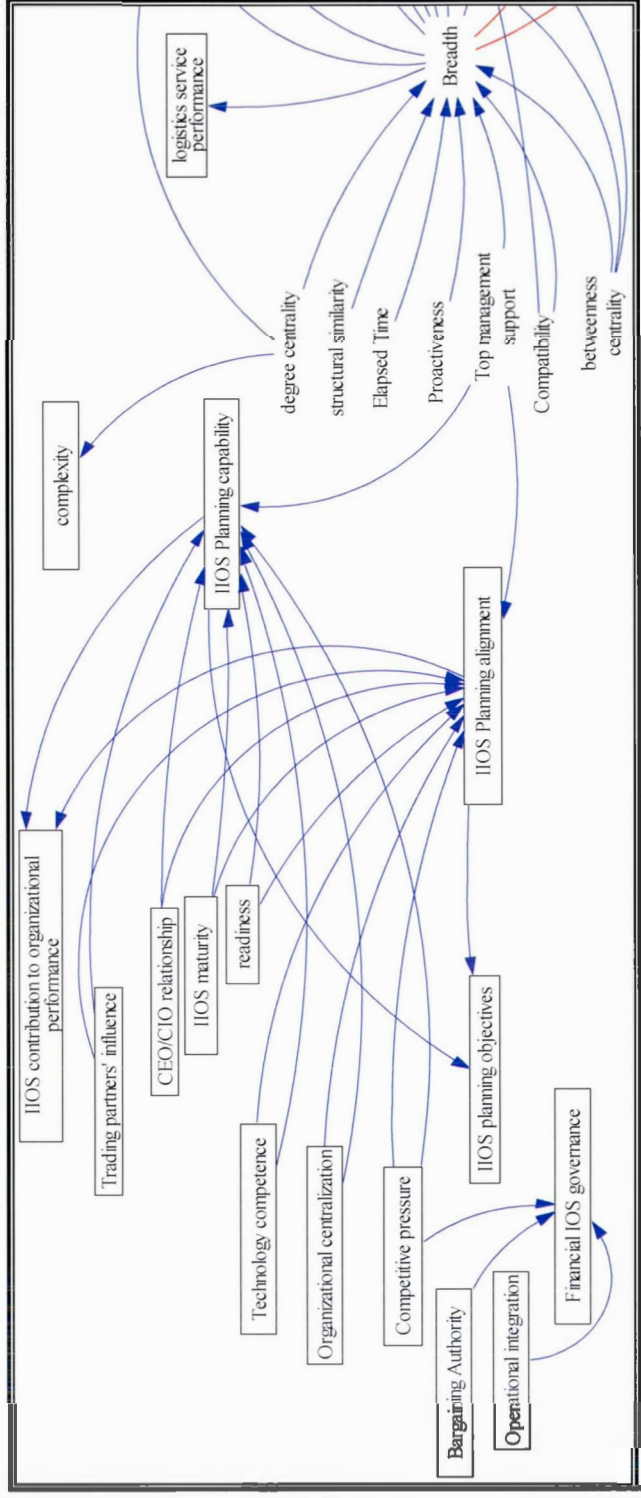 logistics service
performance
Breadth
degree centrality
structural similarity
Elapsed Time
Proactiveness
Top management
support
Compatibility
betweenness
centrality
complexity
IIOS Planning capability
IIOS Planning alignment
IIOS contribution to organizational
performance
Trading partners' influence
CEO/CIO relationship
IIOS maturity
readiness
IIOS planning objectives
Technology competence
Organizational centralization
Competitive pressure
Financial IOS governance
Bargaining Authority
Operational integration